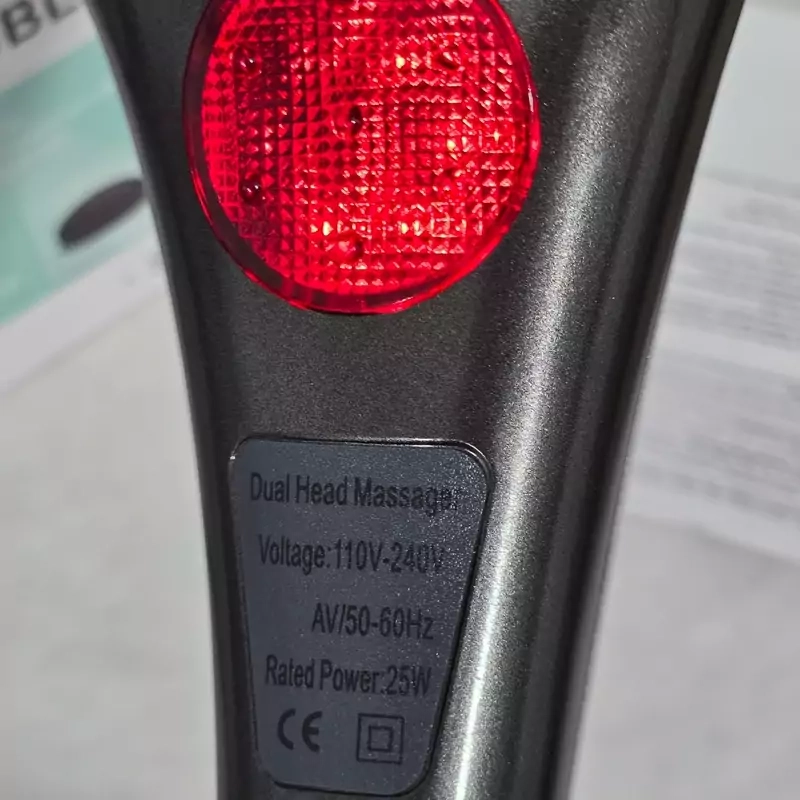 Dual Head Massager
Voltage:110V-240V
AV/50-60Hz
Rated Power:25W
CE